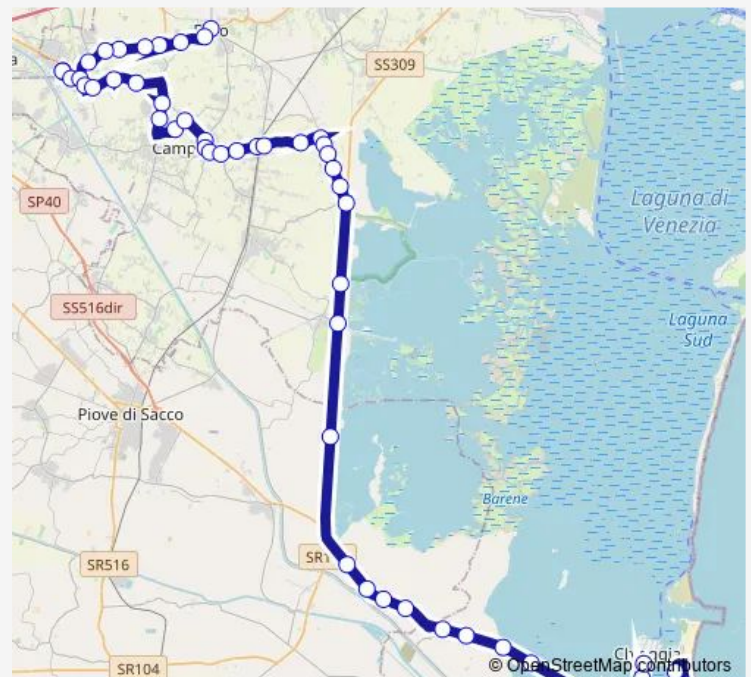 SS309
SP40
Laguna di
Venezia
SS516dir
Laguna
Sud
Piove di Sacco
Barene
SR516
SR104
© OpenStreetMap contributors